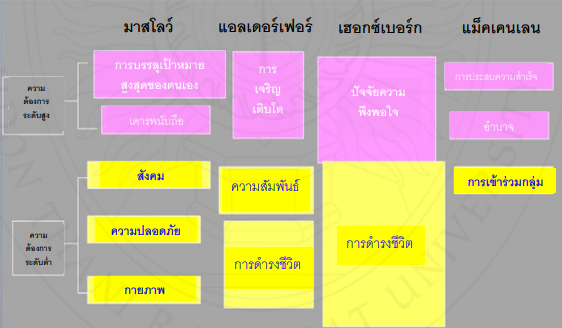 มาสโลว์ แอลเดอร์เฟอร์ เฮอกซ์เบอร์ก แม็คเคนเลน
ความ
ต้องการ
ระดับสูง
การบรรลุเป้าหมาย
สูงสุดของตนเอง
เคารพนับถือ
การ
เจริญ
เติบโต
ปัจจัยความ
พึงพอใจ
การประสบความสำเร็จ
อำนาจ
ความ
ต้องการ
ระดับต่ำ
สังคม
ความปลอดภัย
กายภาพ
ความสัมพันธ์
การดำรงชีวิต
การดำรงชีวิต
การเข้าร่วมกลุ่ม